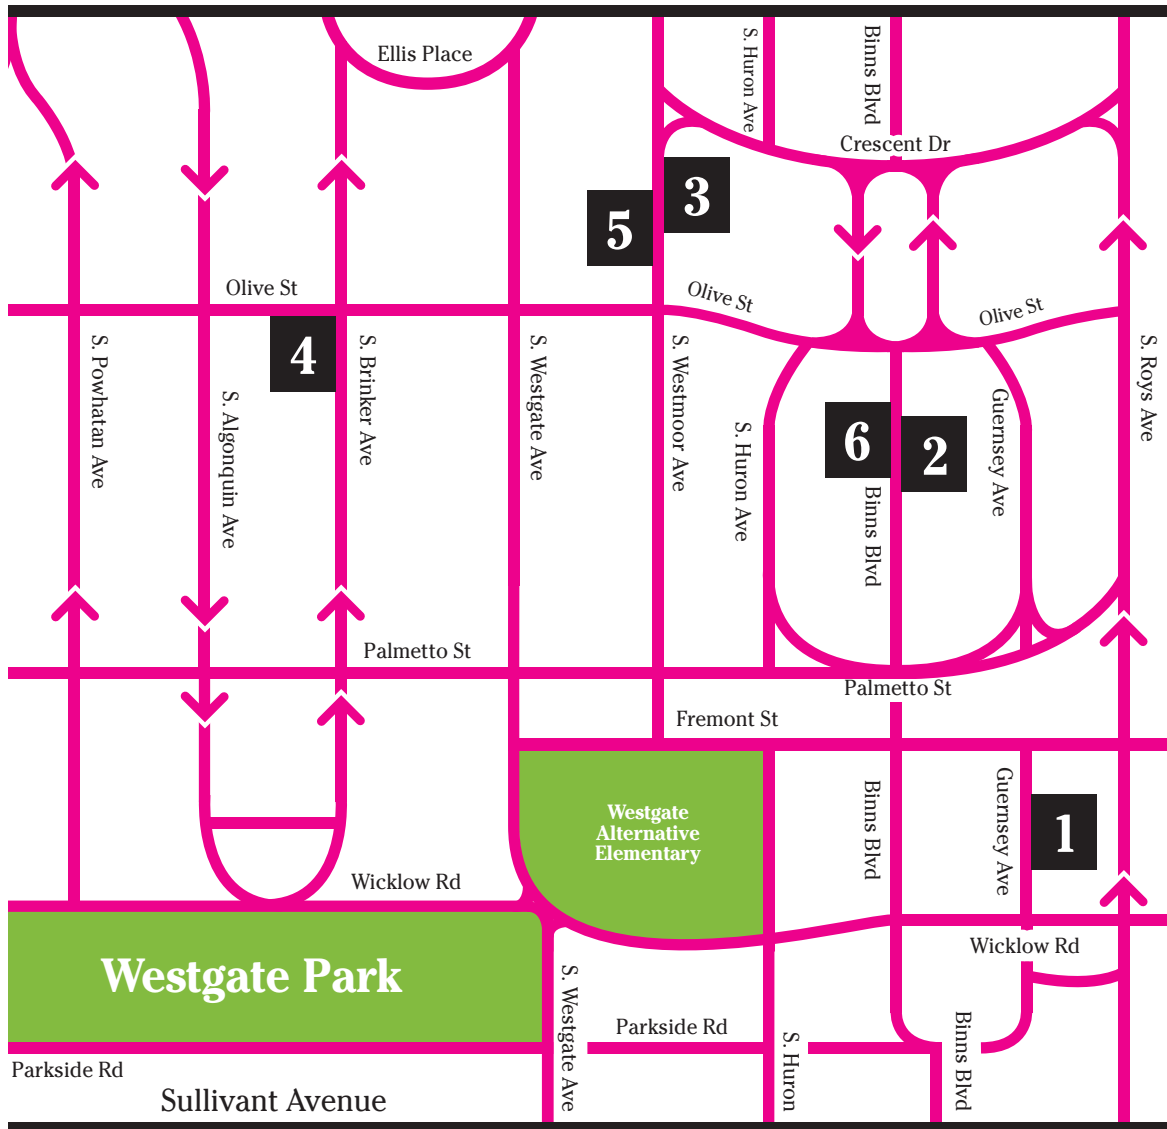 Ellis Place
S. Huron Ave
Binns Blvd
Crescent Dr
3
5
Olive St
Olive St
Olive St
4
S. Powhatan Ave
S. Algonquin Ave
S. Brinker Ave
S. Westgate Ave
S. Westmoor Ave
S. Huron Ave
6
2
Binns Blvd
Guernsey Ave
S. Roys Ave
Palmetto St
Palmetto St
Fremont St
Westgate
Alternative
Elementary
Binns Blvd
Guernsey Ave
1
Wicklow Rd
Wicklow Rd
Westgate Park
S. Westgate Ave
Parkside Rd
S. Huron
Binns Blvd
Parkside Rd
Sullivant Avenue